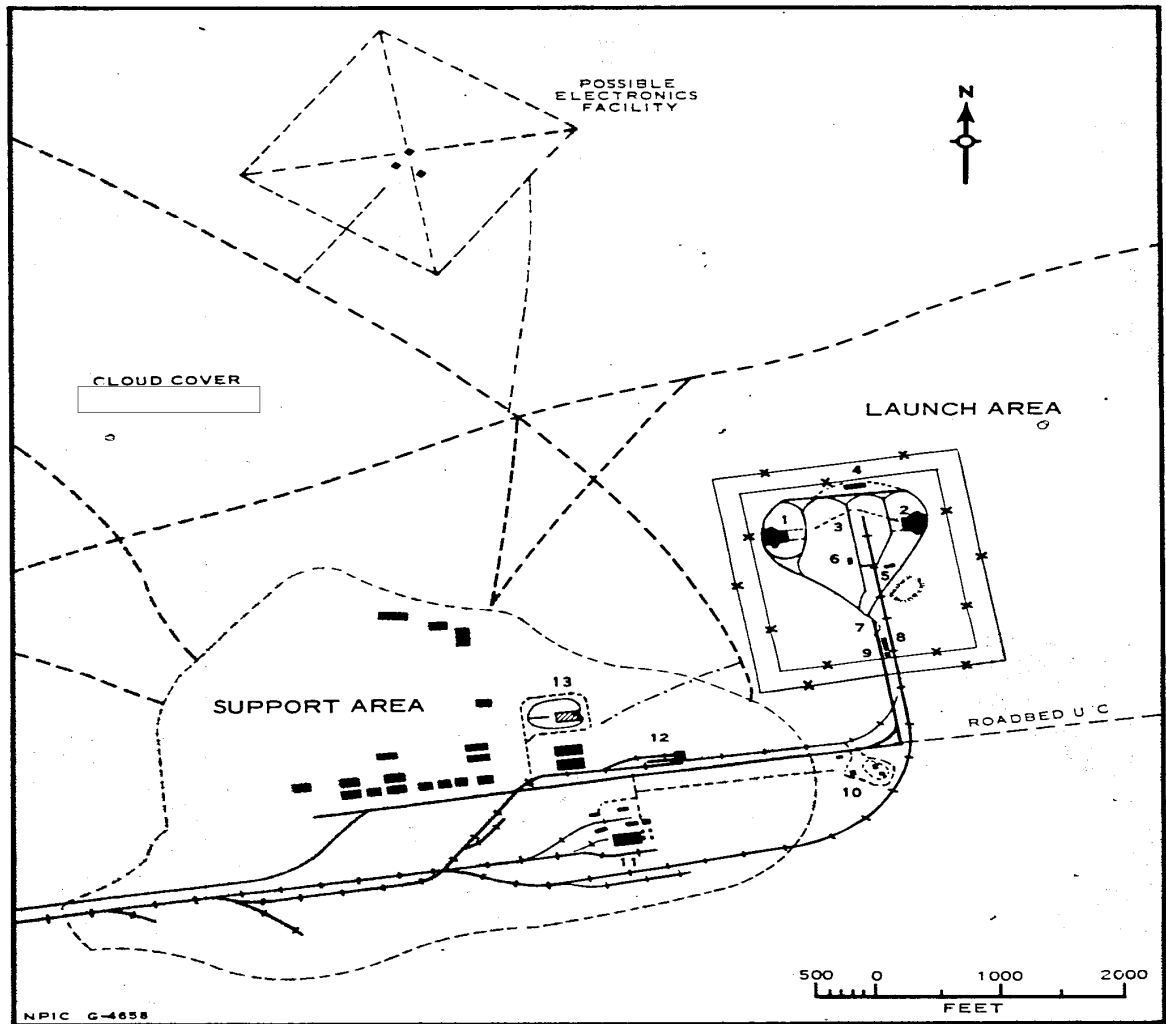 POSSIBLE
ELECTRONICS
FACILITY
N
CLOUD COVER
LAUNCH AREA
4
1
2
3
6
5
7
8
9
13
SUPPORT AREA
ROADBED U C
12
10
11
500 0 1000 2000
FEET
NPIC G-4658